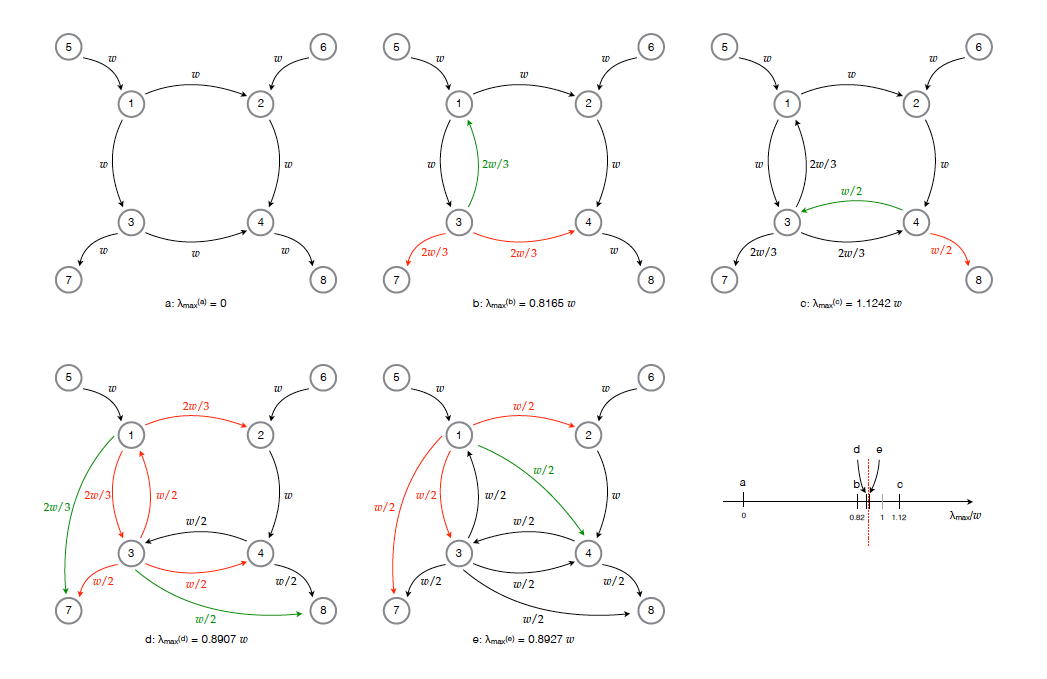 5 w 6 w
w
1 2
w w
3 4
w w w
7 8
a: λmax(a) = 0
5 w 6 w
w
1 2
w 2w/3 w
3 4
2w/3 2w/3 w
7 8
b: λmax(b) = 0.8165 w
5 w 6 w
w
1 2
w 2w/3 w
w/2
3 4
2w/3 2w/3 w/2
7 8
c: λmax(c) = 1.1242 w
5 w 6 w
2w/3
1 2
2w/3 2w/3 w/2 w
w/2
3 4
w/2 w/2 w/2
7 8
w/2
d: λmax(d) = 0.8907 w
5 w 6 w
w/2
1 2
w/2
w/2 w/2 w/2 w
w/2
3 4
w/2 w/2 w/2
7 8
w/2
e: λmax(e) = 0.8927 w
d e
a b c
0 0.82 1 1.12 λmax/w